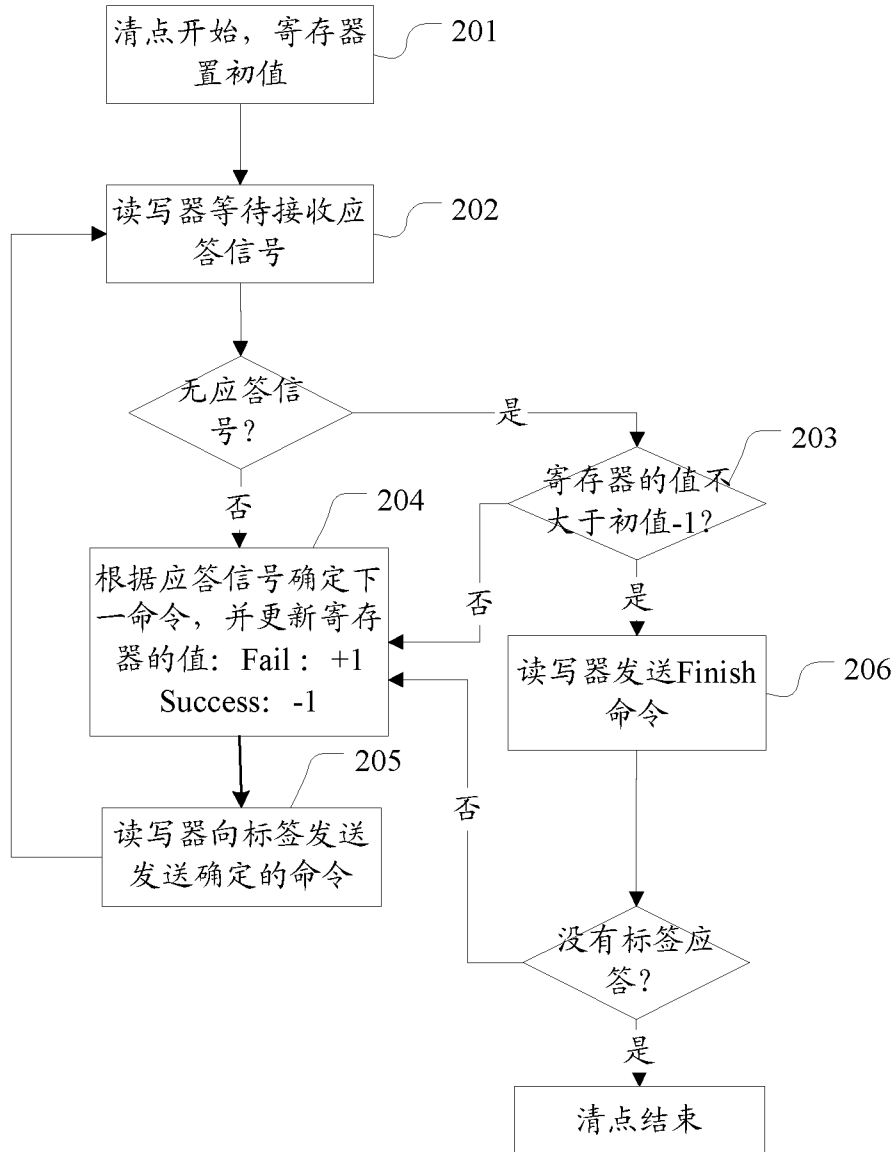 清点开始，寄存器
置初值
201
读写器等待接收应
答信号
202
无应答信
号？
是
203
寄存器的值不
大于初值-1？
否
204
根据应答信号确定下
一命令，并更新寄存
器的值：Fail：+1
Success：-1
否
是
读写器发送Finish
命令
206
205
读写器向标签发送
发送确定的命令
否
没有标签应
答？
是
清点结束